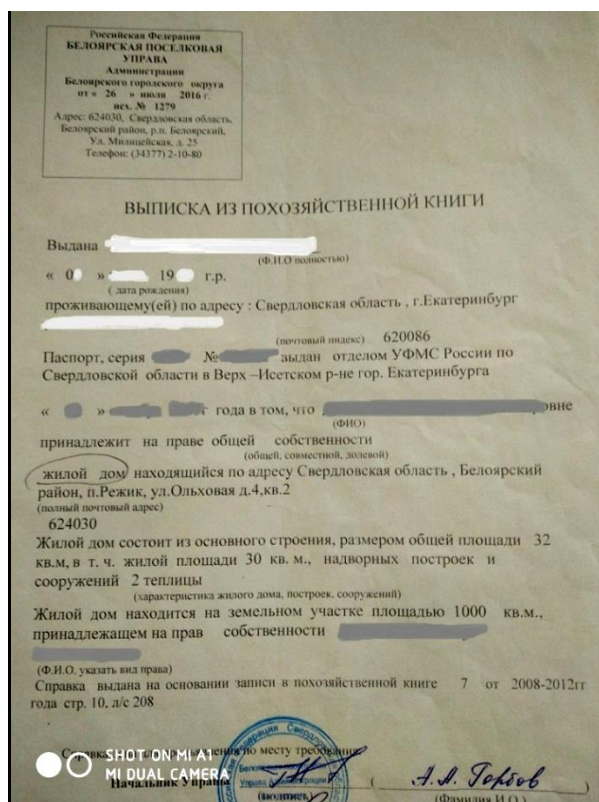 Российская Федерация
БЕЛОЯРСКАЯ ПОСЕЛКОВАЯ
УПРАВА
Администрации
Белоярского городского округа
от « 26 » июля 2016 г.
исх. № 1279
Адрес: 624030, Свердловская область,
Белоярский район, р.п. Белоярский,
Ул. Милицейская, д. 25
Телефон: (34377) 2-10-80
ВЫПИСКА ИЗ ПОХОЗЯЙСТВЕННОЙ КНИГИ
Выдана
(Ф.И.О полностью)
« 0 » 19 г.р.
( дата рождения)
проживающему(ей) по адресу : Свердловская область , г.Екатеринбург
(почтовый индекс) 620086
Паспорт, серия № аыдан отделом УФМС России по
Свердловской области в Верх –Исетском р-не гор. Екатеринбурга
« » года в том, что овне
(ФИО)
принадлежит на праве общей собственности
(общей, совместной, долевой)
жилой дом находящийся по адресу Свердловская область , Белоярский
район, п.Режик, ул.Ольховая д.4,кв.2
(полный почтовый адрес)
624030
Жилой дом состоит из основного строения, размером общей площади 32
кв.м,в т. ч. жилой площади 30 кв. м., надворных построек и
сооружений 2 теплицы
(характеристика жилого дома, построек, сооружений)
Жилой дом находится на земельном участке площадью 1000 кв.м.,
принадлежащем на прав собственности
(Ф.И.О. указать вид права)
Справка выдана на основании записи в похозяйственной книге 7 от 2008-2012гг
года стр. 10, л/с 208
Справка по месту требования
Начальник Управы ( А.М. Горбов
(подпись) (Фамилия И.О.)
SHOT ON MI A1
MI DUAL CAMERA